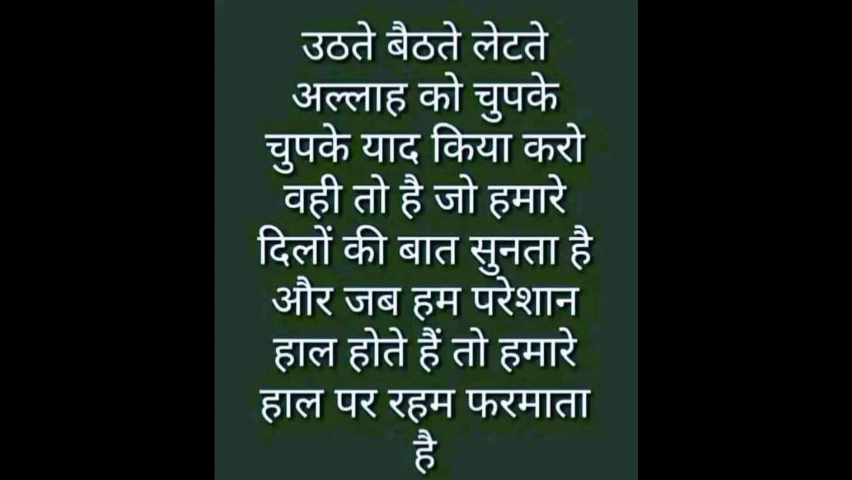 उठते बैठते लेटते
अल्लाह को चुपके
चुपके याद किया करो
वही तो है जो हमारे
दिलों की बात सुनता है
और जब हम परेशान
हाल होते हैं तो हमारे
हाल पर रहम फरमाता
है